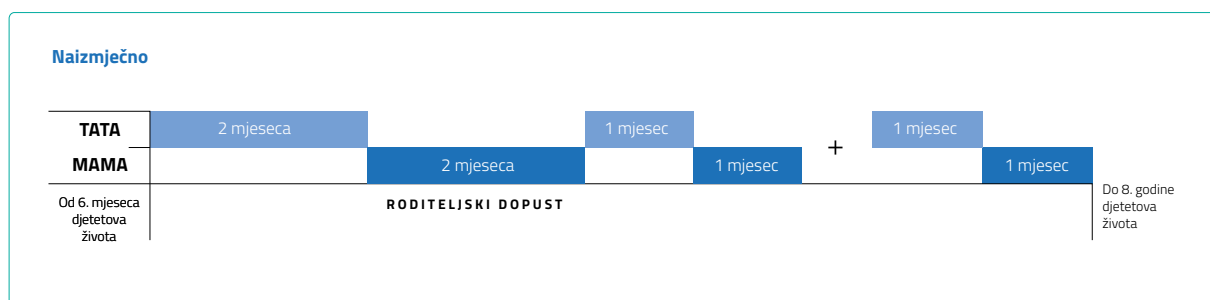 Naizmječno
TATA
2 mjeseca
1 mjesec
1 mjesec
MAMA
2 mjeseca
1 mjesec
+
1 mjesec
Od 6. mjeseca
djetetova
života
RODITELJSKI DOPUST
Do 8. godine
djetetova
života